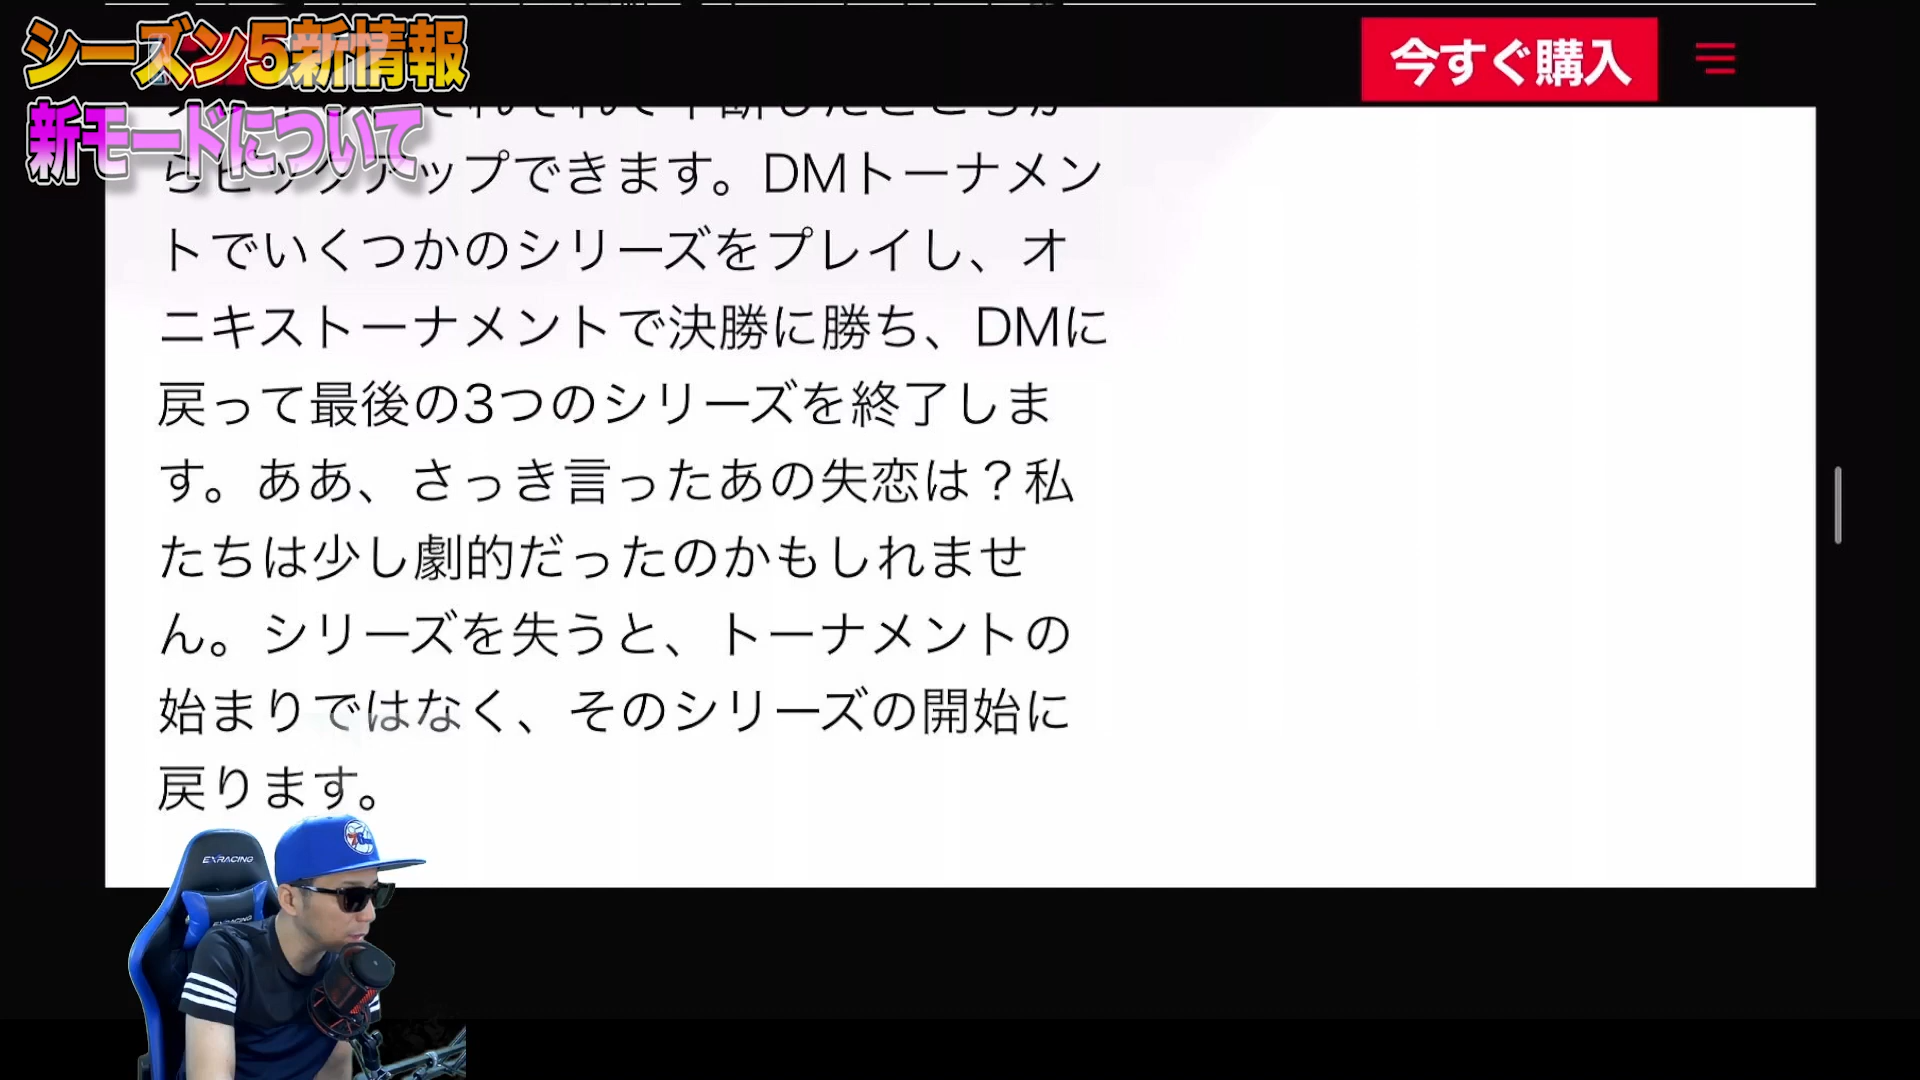 シーズン5新情報
今すぐ購入
新モードについて
らピックアップできます。DMトーナメン
トでいくつかのシリーズをプレイし、オ
ニキストーナメントで決勝に勝ち、DMに
戻って最後の3つのシリーズを終了しま
す。ああ、さっき言ったあの失恋は？私
たちは少し劇的だったのかもしれませ
ん。シリーズを失うと、トーナメントの
始まりではなく、そのシリーズの開始に
戻ります。
EXRACING
EXRACING